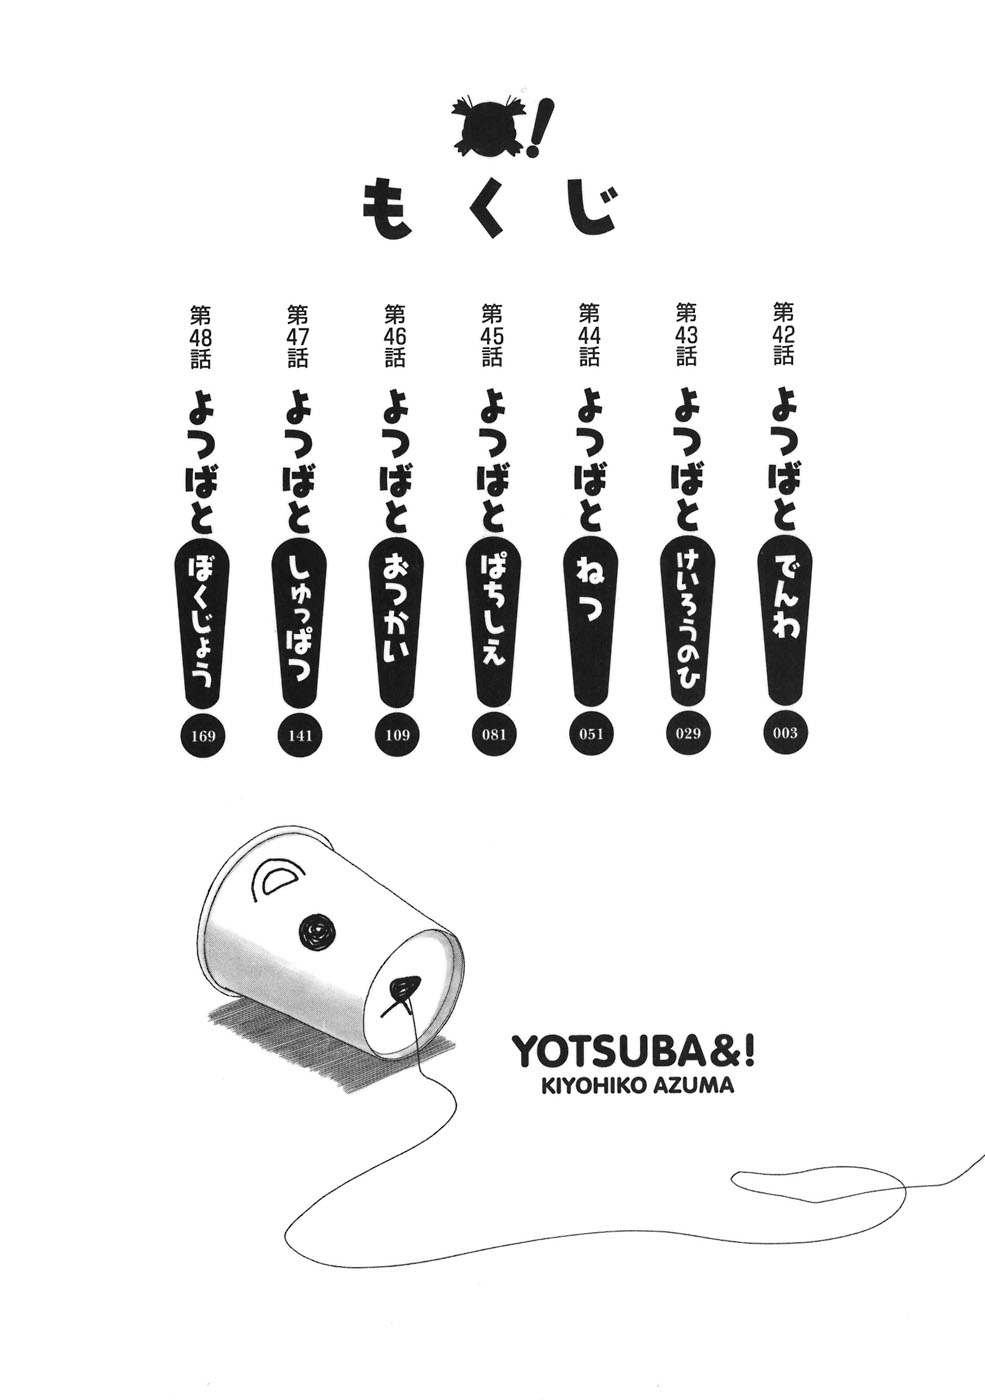 もくじ
第42話 よつばと でんわ 003
第43話 よつばと けいろうのひ 029
第44話 よつばと ねつ 051
第45話 よつばと ぱちしえ 081
第46話 よつばと おつかい 109
第47話 よつばと しゅっぱつ 141
第48話 よつばと ぼくじょう 169
YOTSUBA&!
KIYOHIKO AZUMA